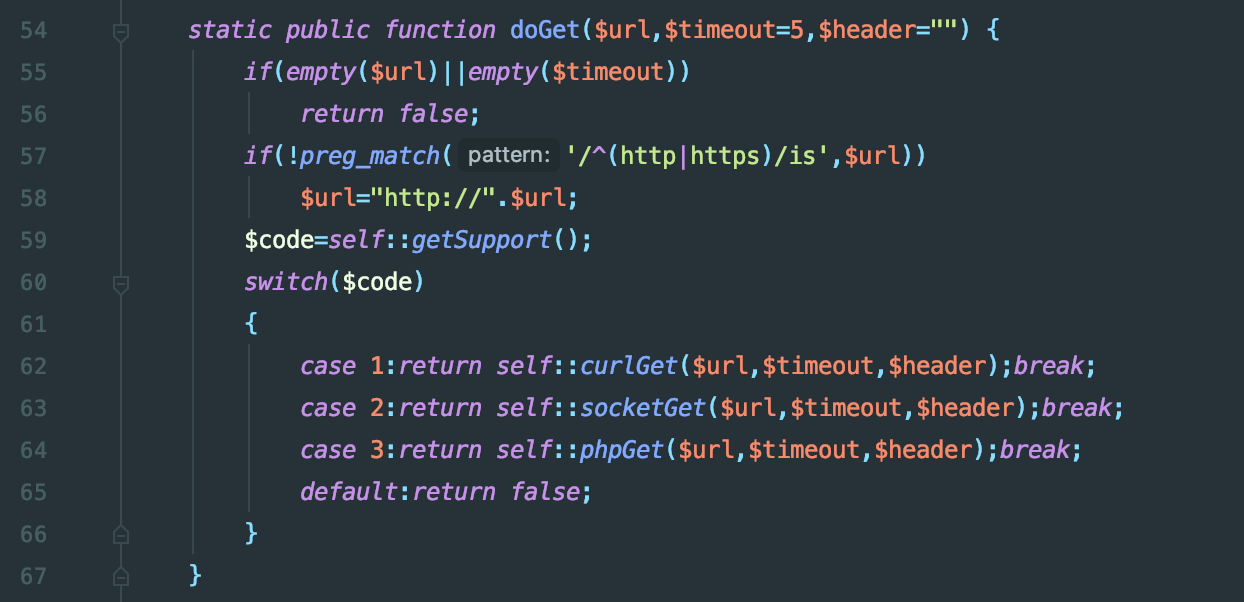 54 static public function doGet($url,$timeout=5,$header="") {
55 if(empty($url)||empty($timeout))
56 return false;
57 if(!preg_match( pattern: '/^(http|https)/is',$url))
58 $url="http://".$url;
59 $code=self::getSupport();
60 switch($code)
61 {
62 case 1:return self::curlGet($url,$timeout,$header);break;
63 case 2:return self::socketGet($url,$timeout,$header);break;
64 case 3:return self::phpGet($url,$timeout,$header);break;
65 default:return false;
66 }
67 }